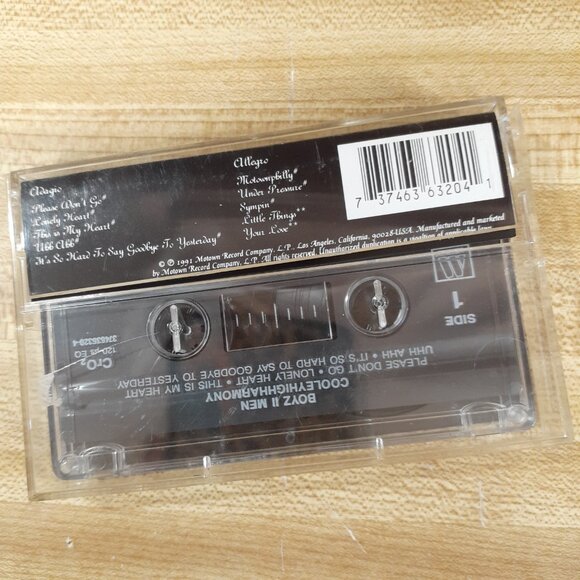 Adagio
Please Don't Go*
Lonely Heart*
This is My Heart*
Uhh Ahh*
It's So Hard To Say Goodbye To Yesterday*
Allegro
Motownphilly*
Under Pressure*
Sympin*
Little Things**
Your Love**
7 37463 63204 1
℗ © 1991 Motown Record Company, L.P., Los Angeles, California, 90028-USA. Manufactured and marketed
by Motown Record Company, L.P. All rights reserved. Unauthorized duplication is a violation of applicable laws.
SIDE
1
M
CrO₂
BOYZ II MEN
COOLEYHIGHHARMONY
PLEASE DON'T GO • LONELY HEART • THIS IS MY HEART
UHH AHH • IT'S SO HARD TO SAY GOODBYE TO YESTERDAY